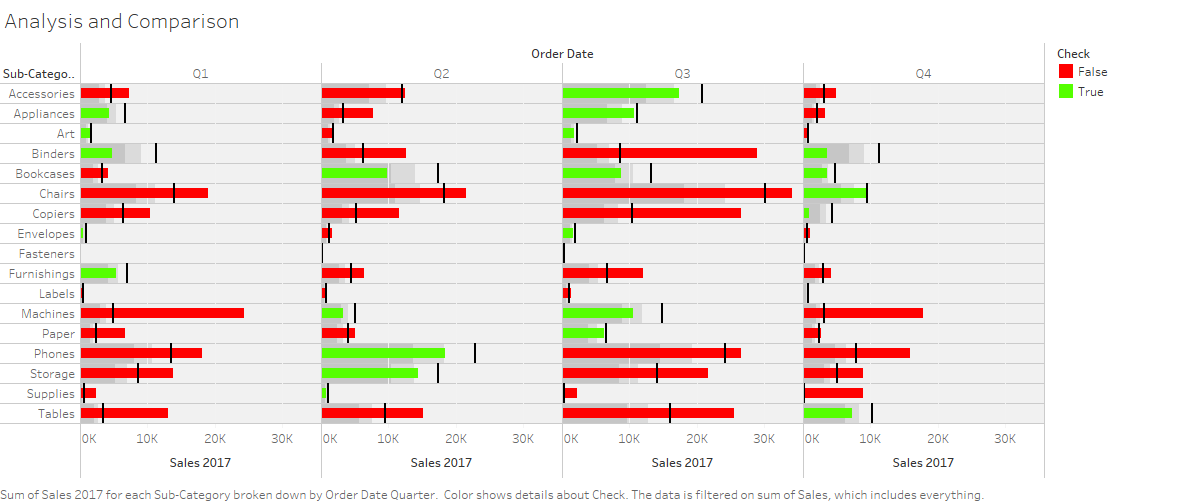 Analysis and Comparison
Order Date
Sub-Catego.. Q1 Q2 Q3 Q4
Accessories
Appliances
Art
Binders
Bookcases
Chairs
Copiers
Envelopes
Fasteners
Furnishings
Labels
Machines
Paper
Phones
Storage
Supplies
Tables
0K 10K 20K 30K 0K 10K 20K 30K 0K 10K 20K 30K 0K 10K 20K 30K
Sales 2017 Sales 2017 Sales 2017 Sales 2017
Check
False
True
Sum of Sales 2017 for each Sub-Category broken down by Order Date Quarter. Color shows details about Check. The data is filtered on sum of Sales, which includes everything.